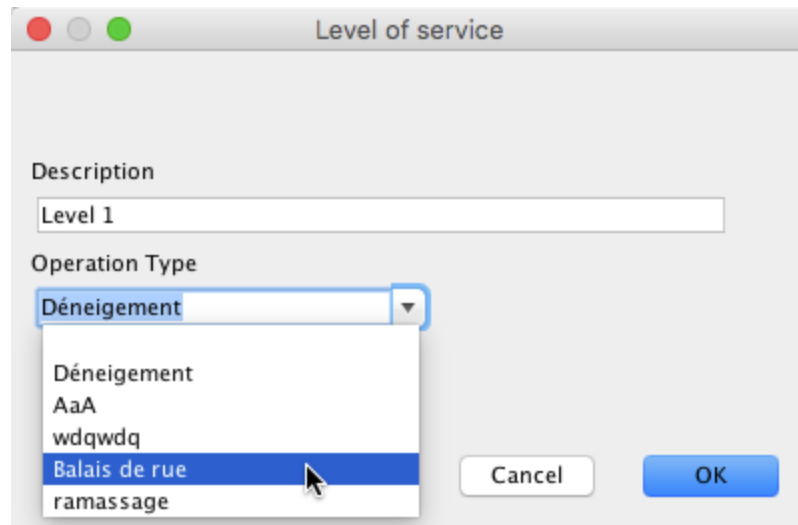 Level of service
Description
Level 1
Operation Type
Déneigement
Déneigement
AaA
wdqwdq
Balais de rue
ramassage
Cancel OK